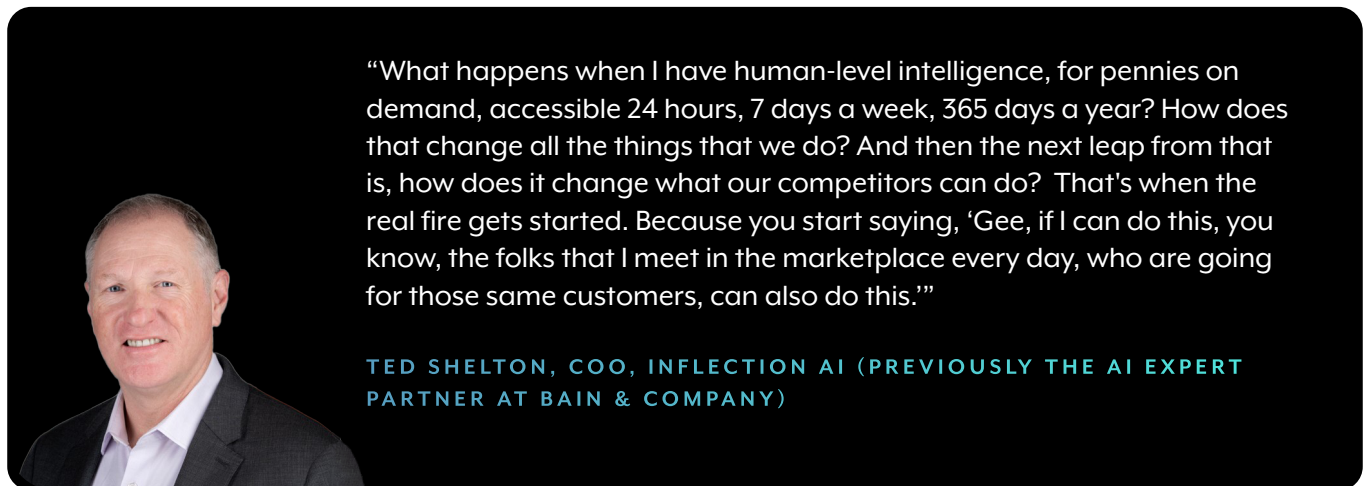 “What happens when I have human-level intelligence, for pennies on
demand, accessible 24 hours, 7 days a week, 365 days a year? How does
that change all the things that we do? And then the next leap from that
is, how does it change what our competitors can do?  That's when the
real fire gets started. Because you start saying, ‘Gee, if I can do this, you
know, the folks that I meet in the marketplace every day, who are going
for those same customers, can also do this.’”
TED SHELTON, COO, INFLECTION AI (PREVIOUSLY THE AI EXPERT
PARTNER AT BAIN & COMPANY)